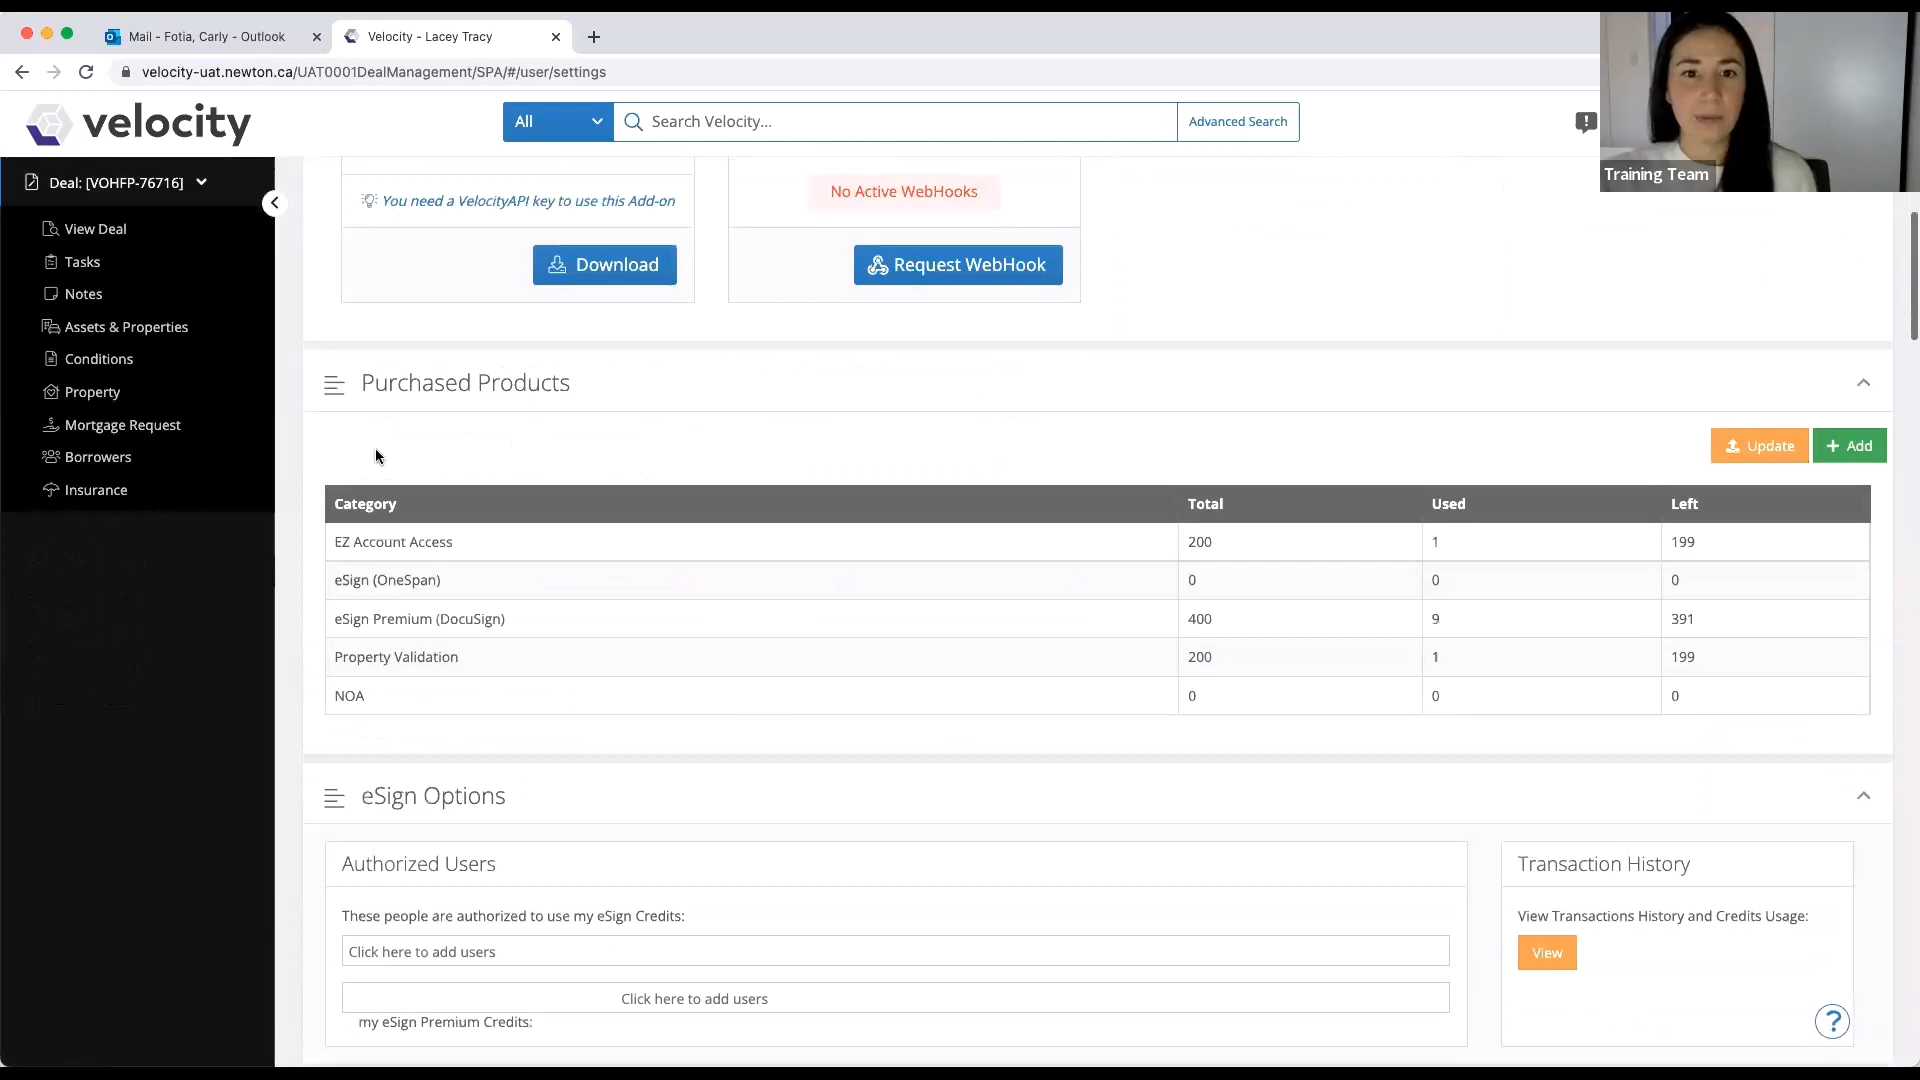 Mail - Fotia, Carly - Outlook
Velocity - Lacey Tracy
velocity-uat.newton.ca/UAT0001DealManagement/SPA/#/user/settings
velocity
All
Search Velocity...
Advanced Search
Training Team
Deal: [VOHFP-76716]
View Deal
Tasks
Notes
Assets & Properties
Conditions
Property
Mortgage Request
Borrowers
Insurance
You need a VelocityAPI key to use this Add-on
Download
No Active WebHooks
Request WebHook
Purchased Products
Update
+ Add
Category Total Used Left
EZ Account Access 200 1 199
eSign (OneSpan) 0 0 0
eSign Premium (DocuSign) 400 9 391
Property Validation 200 1 199
NOA 0 0 0
eSign Options
Authorized Users
These people are authorized to use my eSign Credits:
Click here to add users
Click here to add users
my eSign Premium Credits:
Transaction History
View Transactions History and Credits Usage:
View
?